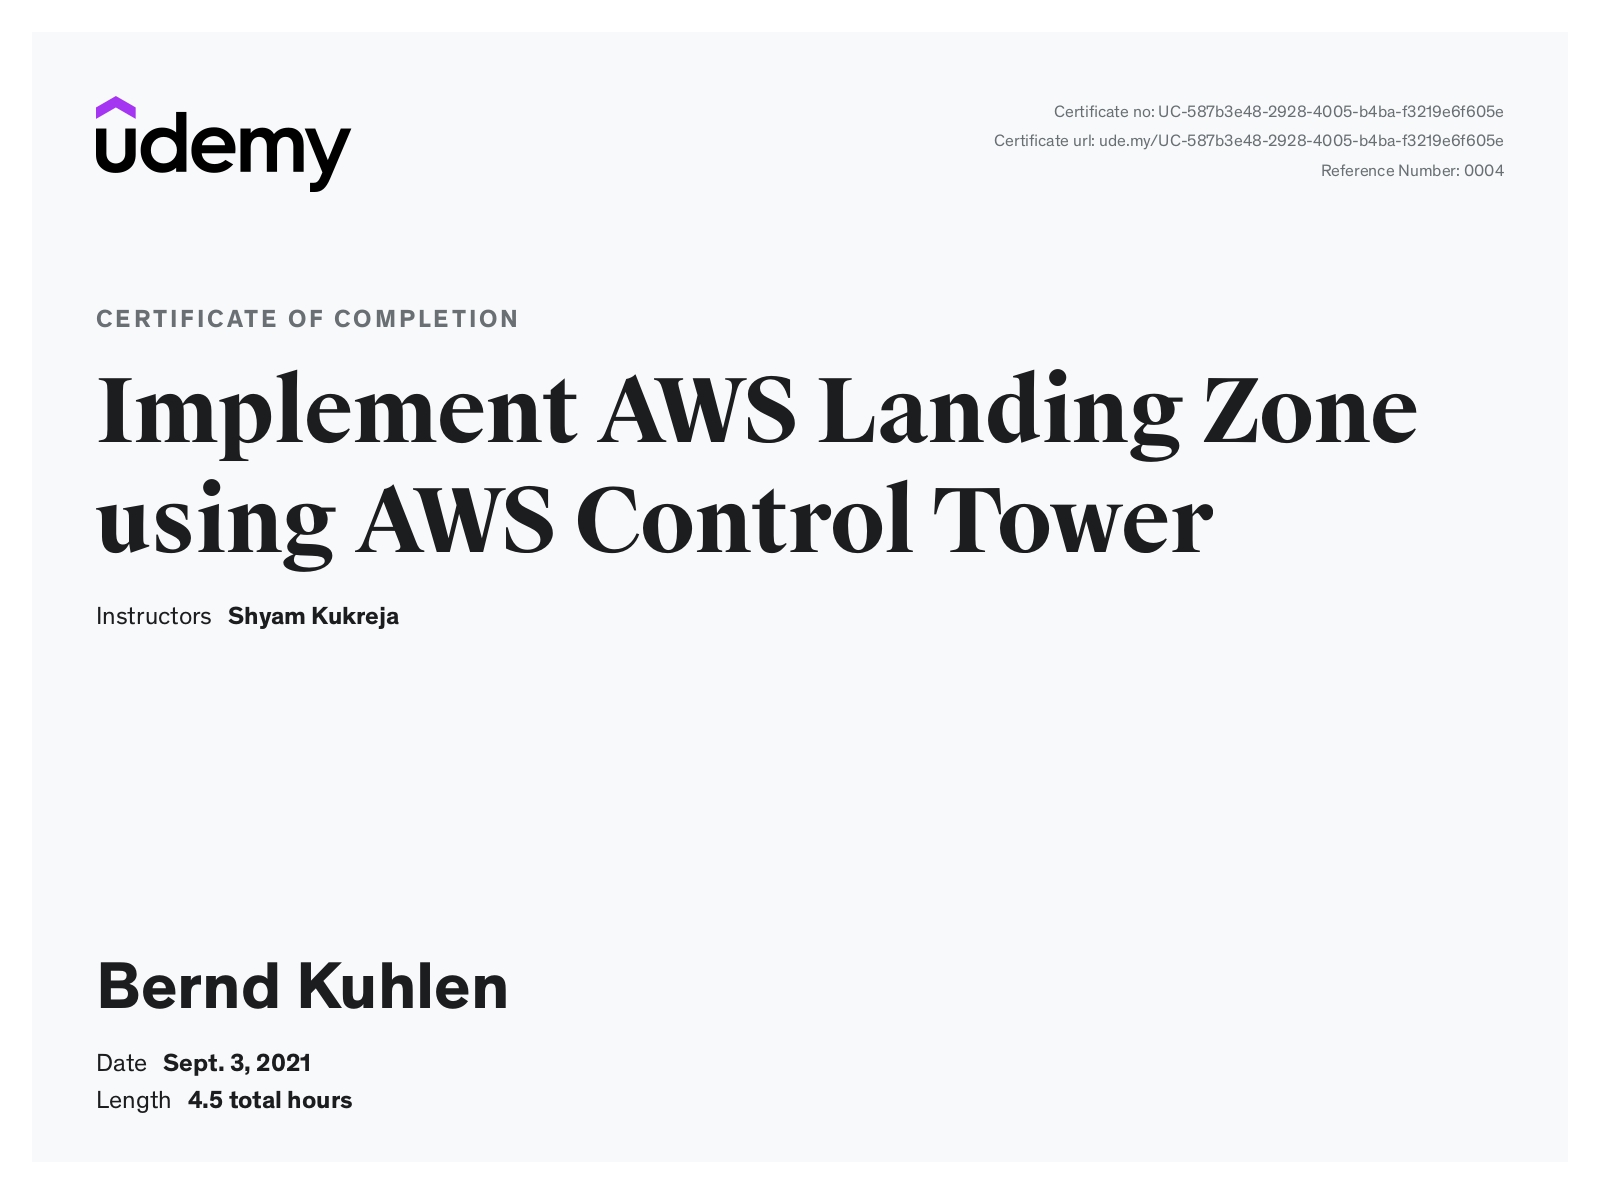 udemy
Certificate no: UC-587b3e48-2928-4005-b4ba-f3219e6f605e
Certificate url: ude.my/UC-587b3e48-2928-4005-b4ba-f3219e6f605e
Reference Number: 0004
CERTIFICATE OF COMPLETION
Implement AWS Landing Zone
using AWS Control Tower
Instructors Shyam Kukreja
Bernd Kuhlen
Date Sept. 3, 2021
Length 4.5 total hours